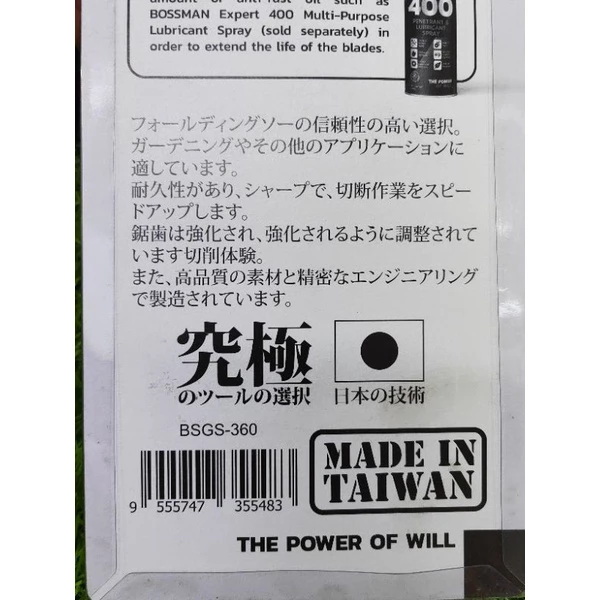 amount of anti-rust oil such as
BOSSMAN Expert 400 Multi-Purpose
Lubricant Spray (sold separately) in
order to extend the life of the blades.
400
PENETRANT &
LUBRICANT
SPRAY
THE POWER
フォールディングソーの信頼性の高い選択。
ガーデニングやその他のアプリケーションに
適しています。
耐久性があり、シャープで、切断作業をスピー
ドアップします。
鋸歯は強化され、強化されるように調整されて
います切削体験。
また、高品質の素材と精密なエンジニアリング
で製造されています。
究極
のツールの選択
日本の技術
BSGS-360
MADE IN
TAIWAN
9 555747 355483
THE POWER OF WILL